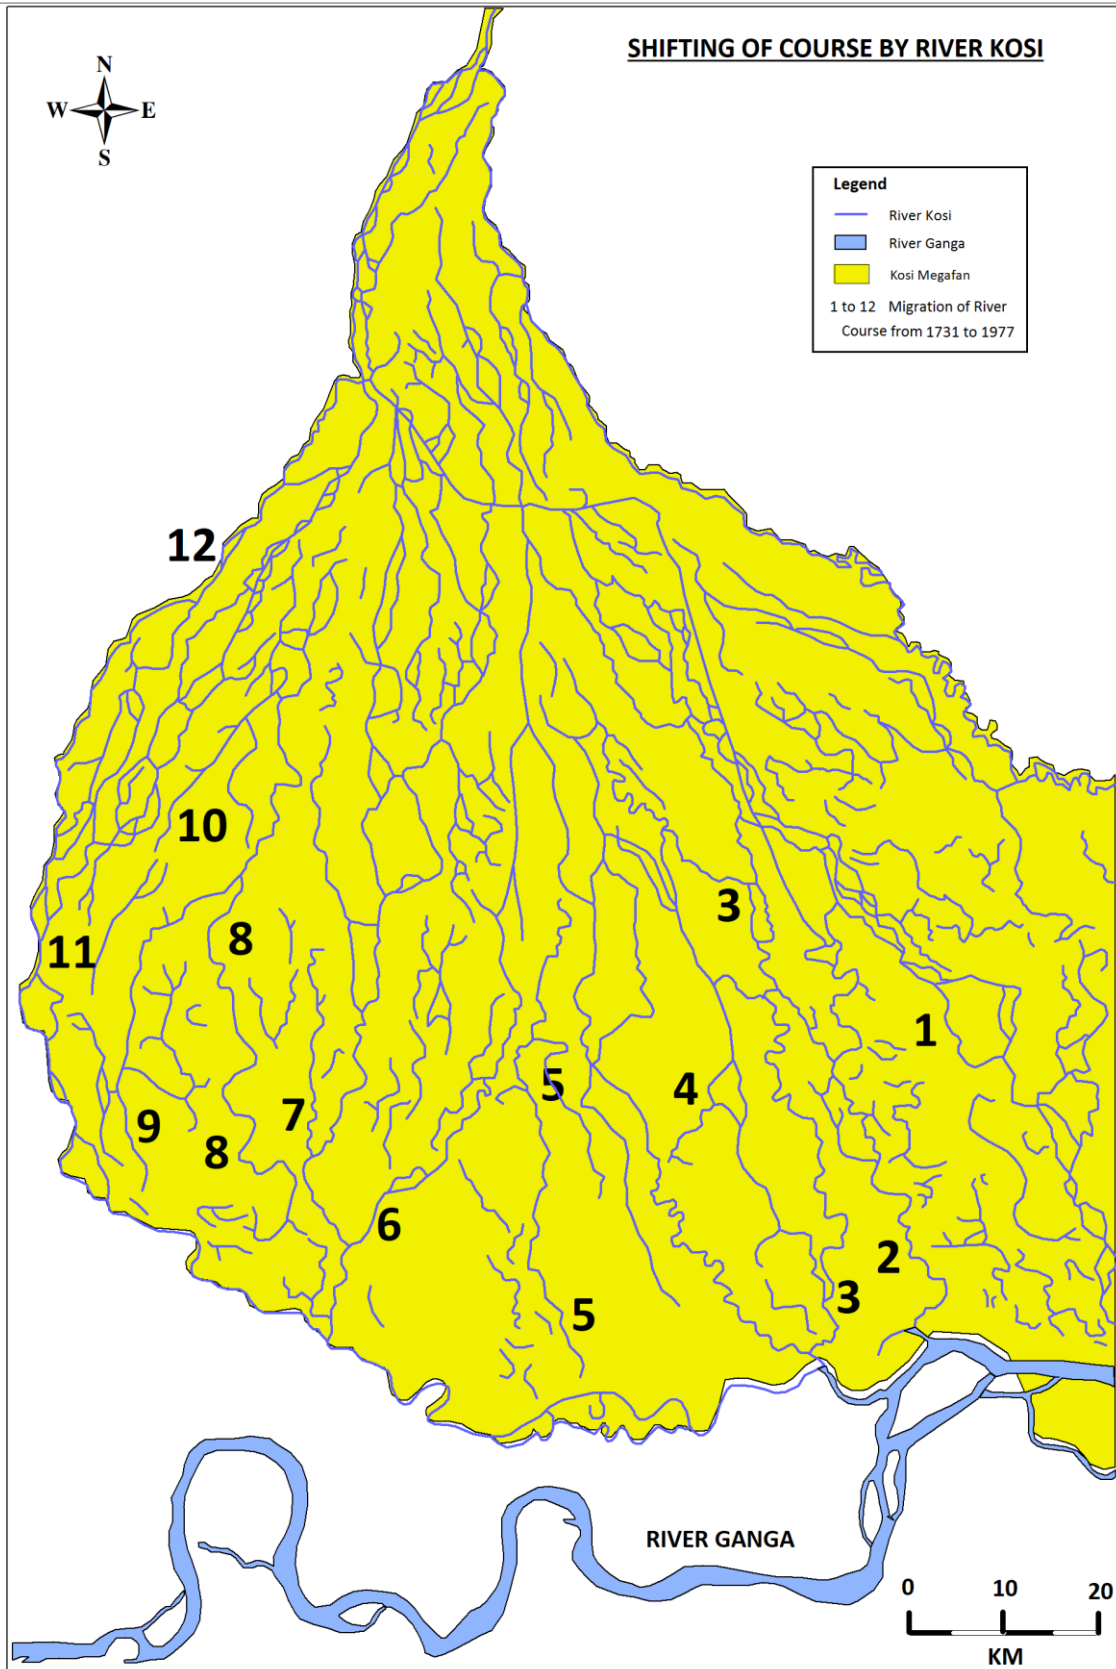 SHIFTING OF COURSE BY RIVER KOSI
N
W E
S
Legend
River Kosi
River Ganga
Kosi Megafan
1 to 12 Migration of River
Course from 1731 to 1977
12
10
3
8
11
1
5
4
7
9
8
6
2
3
5
RIVER GANGA
0 10 20
KM